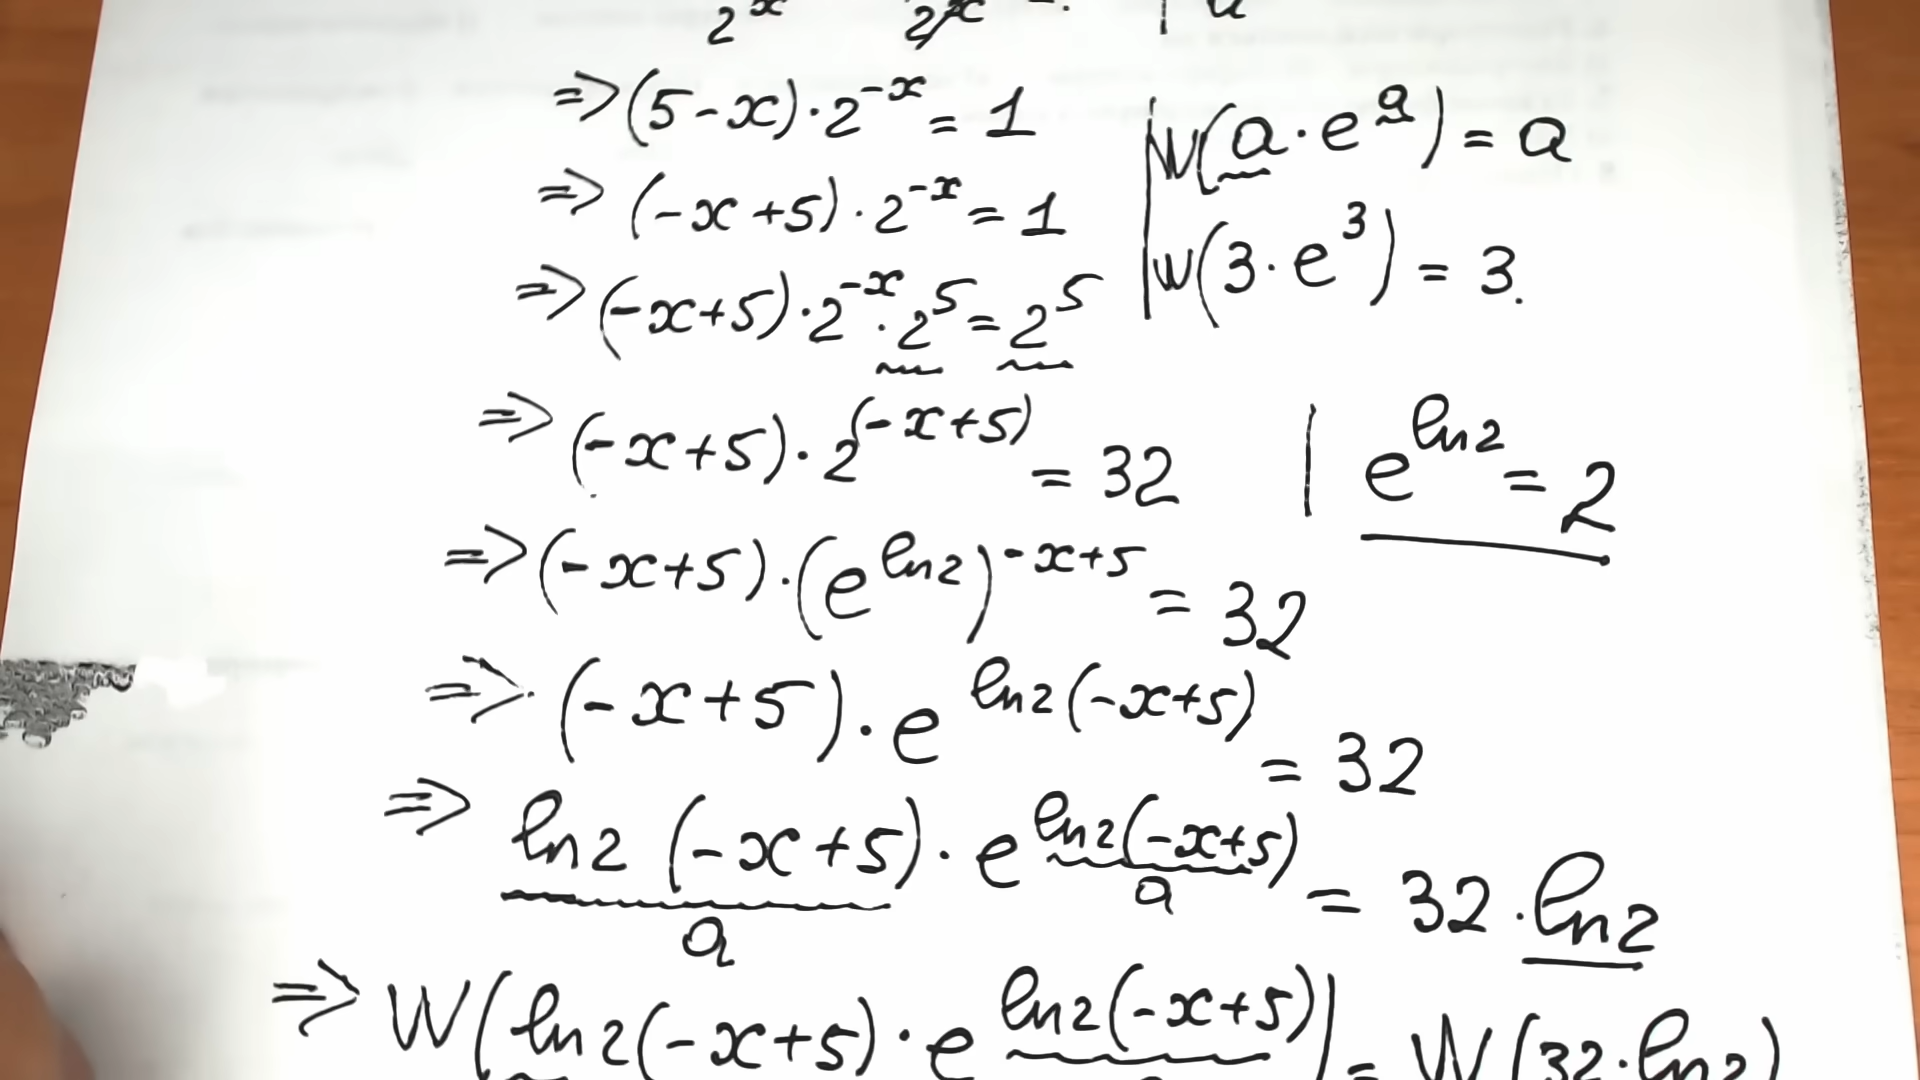 2^x 2^x
=> (5-x)·2^{-x} = 1
=> (-x+5)·2^{-x} = 1
=> (-x+5)·2^{-x}·2^5 = 2^5
=> (-x+5)·2^{(-x+5)} = 32
=> (-x+5)·(e^{ln2})^{-x+5} = 32
=> (-x+5)·e^{ln2(-x+5)} = 32
=> ln2(-x+5)·e^{ln2(-x+5)} = 32·ln2
a a
=> W(ln2(-x+5)·e^{ln2(-x+5)}) = W(32·ln2)
W(a·e^a) = a
W(3·e^3) = 3.
e^{ln2} = 2